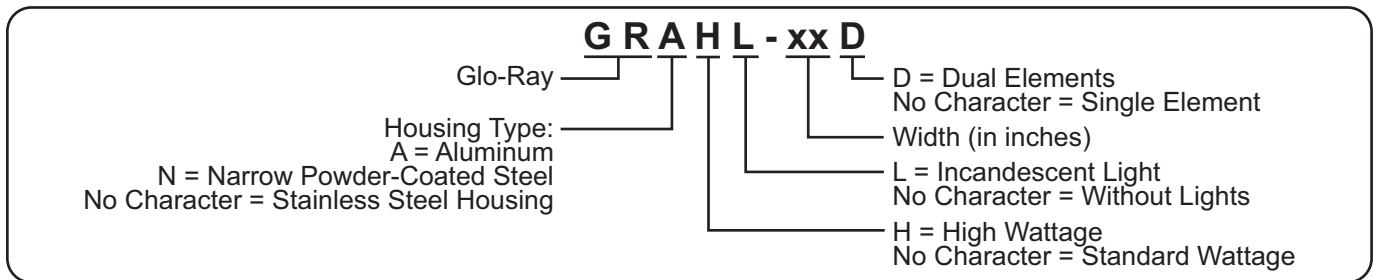 G R A H L - xx D
Glo-Ray
Housing Type:
A = Aluminum
N = Narrow Powder-Coated Steel
No Character = Stainless Steel Housing
D = Dual Elements
No Character = Single Element
Width (in inches)
L = Incandescent Light
No Character = Without Lights
H = High Wattage
No Character = Standard Wattage